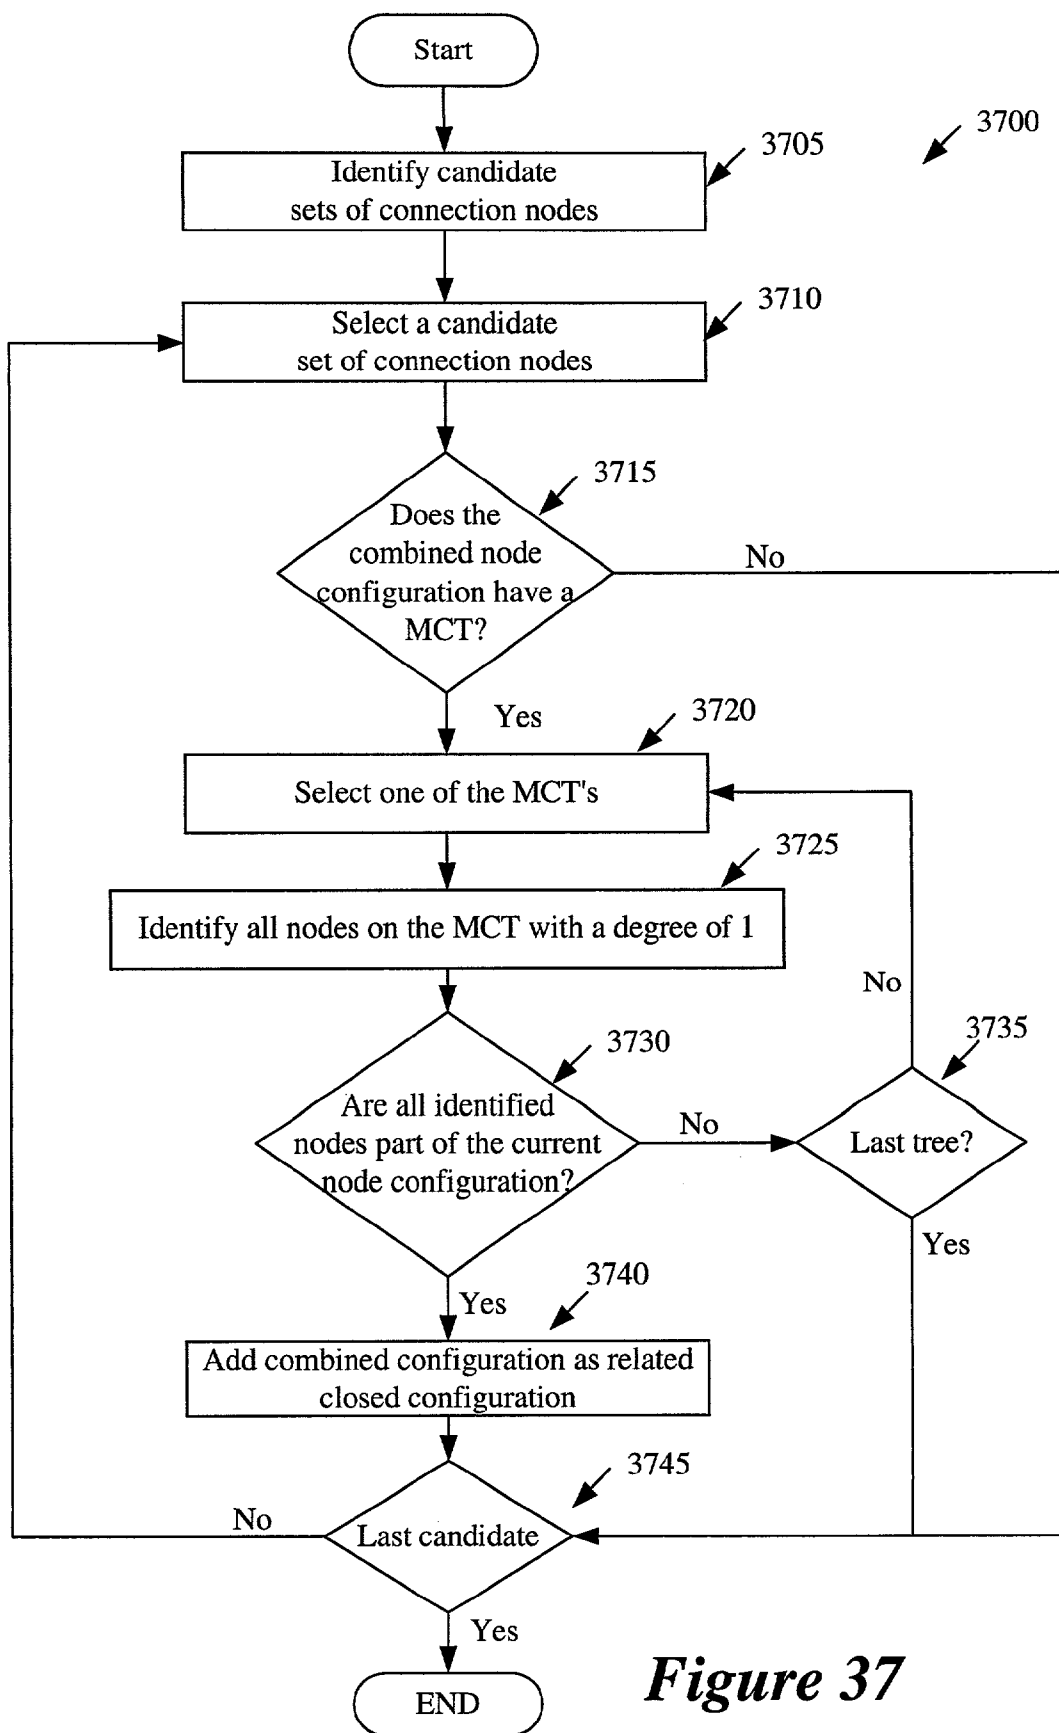 Start
3700
3705
Identify candidate
sets of connection nodes
3710
Select a candidate
set of connection nodes
3715
Does the
combined node
configuration have a
MCT?
No
Yes
3720
Select one of the MCT's
3725
Identify all nodes on the MCT with a degree of 1
No
3730
3735
Are all identified
nodes part of the current
node configuration?
No
Last tree?
Yes
3740
Yes
Add combined configuration as related
closed configuration
3745
No
Last candidate
Yes
END
Figure 37